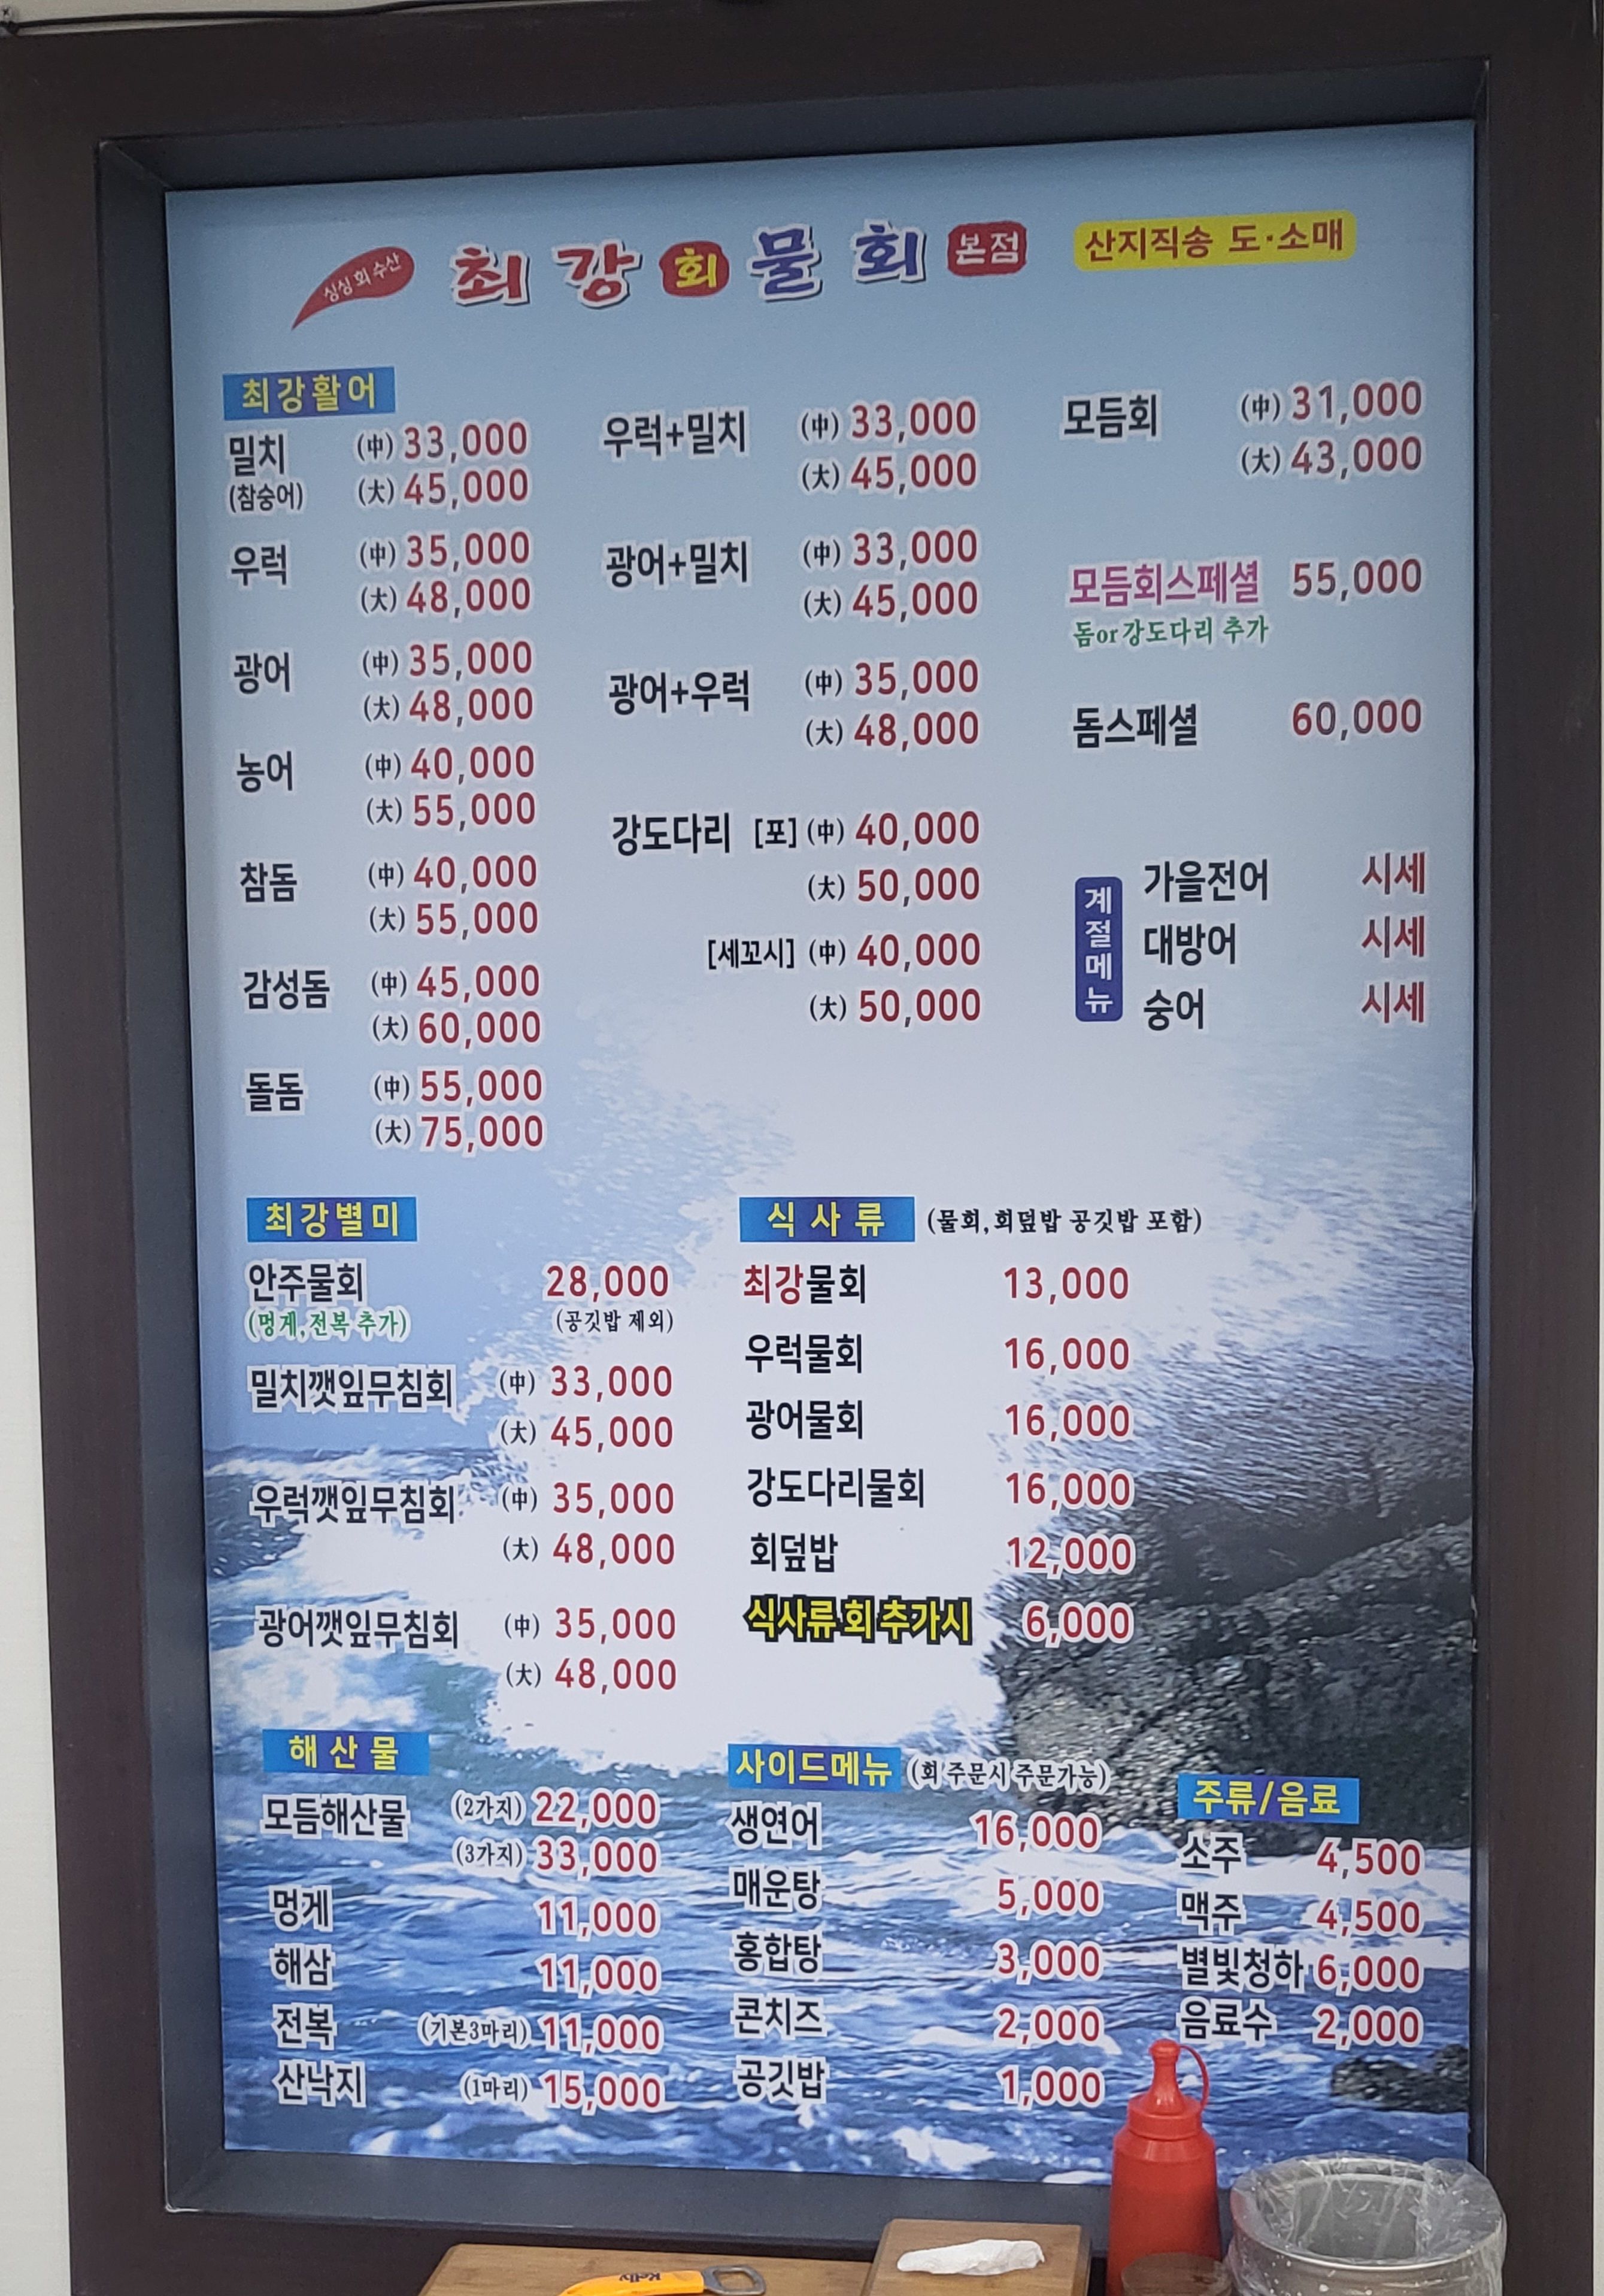 싱싱회수산
최강회물회 본점 산지직송 도·소매
최강활어
밀치 (中) 33,000
(참숭어) (大) 45,000
우럭 (中) 35,000
(大) 48,000
광어 (中) 35,000
(大) 48,000
농어 (中) 40,000
(大) 55,000
참돔 (中) 40,000
(大) 55,000
감성돔 (中) 45,000
(大) 60,000
돌돔 (中) 55,000
(大) 75,000
우럭+밀치 (中) 33,000
(大) 45,000
광어+밀치 (中) 33,000
(大) 45,000
광어+우럭 (中) 35,000
(大) 48,000
강도다리 [포] (中) 40,000
(大) 50,000
[세꼬시] (中) 40,000
(大) 50,000
모듬회 (中) 31,000
(大) 43,000
모듬회스페셜 55,000
돔or강도다리 추가
돔스페셜 60,000
계절메뉴
가을전어 시세
대방어 시세
숭어 시세
최강별미
안주물회 28,000
(멍게,전복 추가) (공깃밥 제외)
밀치깻잎무침회 (中) 33,000
(大) 45,000
우럭깻잎무침회 (中) 35,000
(大) 48,000
광어깻잎무침회 (中) 35,000
(大) 48,000
식사류 (물회,회덮밥 공깃밥 포함)
최강물회 13,000
우럭물회 16,000
광어물회 16,000
강도다리물회 16,000
회덮밥 12,000
식사류 회 추가시 6,000
해산물
모듬해산물 (2가지) 22,000
(3가지) 33,000
멍게 11,000
해삼 11,000
전복 (기본3마리) 11,000
산낙지 (1마리) 15,000
사이드메뉴 (회 주문시 주문가능)
생연어 16,000
매운탕 5,000
홍합탕 3,000
콘치즈 2,000
공깃밥 1,000
주류/음료
소주 4,500
맥주 4,500
별빛청하 6,000
음료수 2,000
Kelly